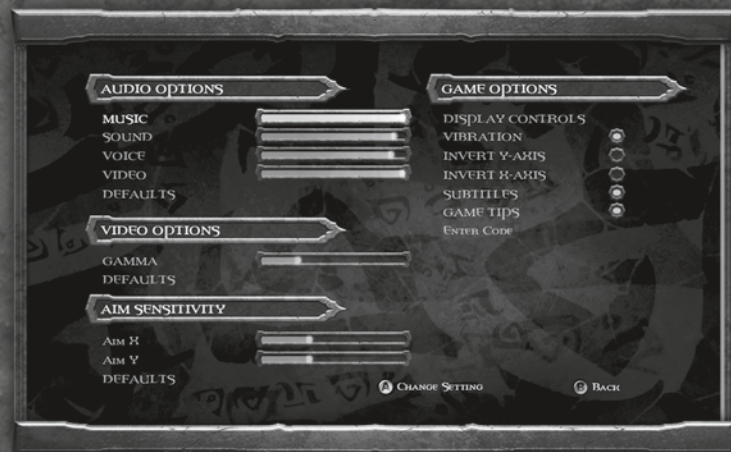 AUDIO OPTIONS
MUSIC
SOUND
VOICE
VIDEO
DEFAULTS
VIDEO OPTIONS
GAMMA
DEFAULTS
AIM SENSITIVITY
AIM X
AIM Y
DEFAULTS
GAME OPTIONS
DISPLAY CONTROLS
VIBRATION
INVERT Y-AXIS
INVERT X-AXIS
SUBTITLES
GAME TIPS
ENTER CODE
A CHANGE SETTING
B BACK